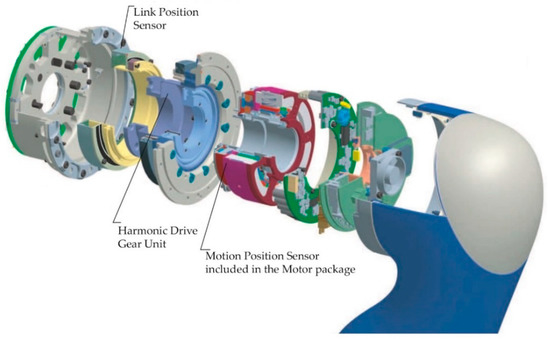 Link Position
Sensor
Harmonic Drive
Gear Unit
Motion Position Sensor
included in the Motor package